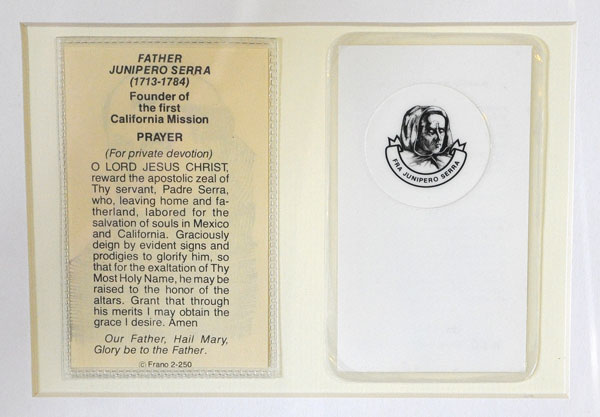 FATHER
JUNIPERO SERRA
(1713-1784)
Founder of
the first
California Mission
PRAYER
(For private devotion)
O LORD JESUS CHRIST,
reward the apostolic zeal of
Thy servant, Padre Serra,
who, leaving home and fa-
therland, labored for the
salvation of souls in Mexico
and California. Graciously
deign by evident signs and
prodigies to glorify him, so
that for the exaltation of Thy
Most Holy Name, he may be
raised to the honor of the
altars. Grant that through
his merits I may obtain the
grace I desire. Amen
Our Father, Hail Mary,
Glory be to the Father.
© Frano 2-250
FRA JUNIPERO SERRA